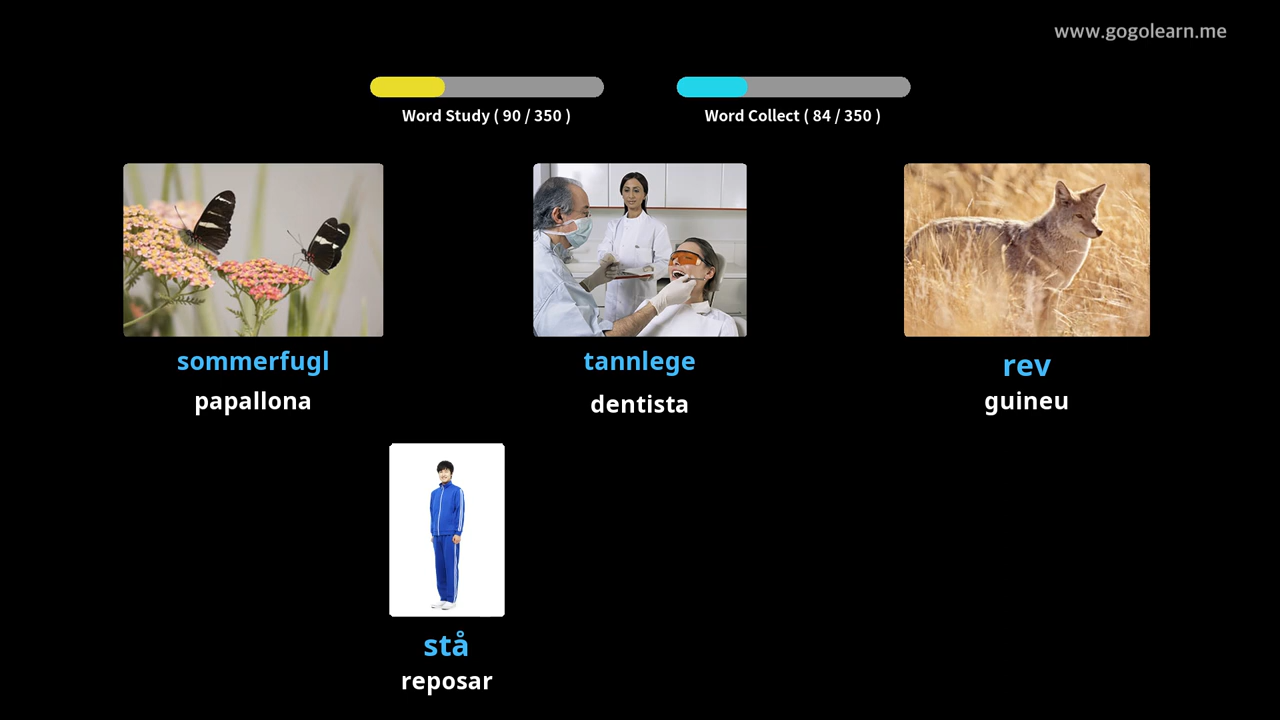 www.gogolearn.me
Word Study ( 90 / 350 )
Word Collect ( 84 / 350 )
sommerfugl
papallona
tannlege
dentista
rev
guineu
stå
reposar